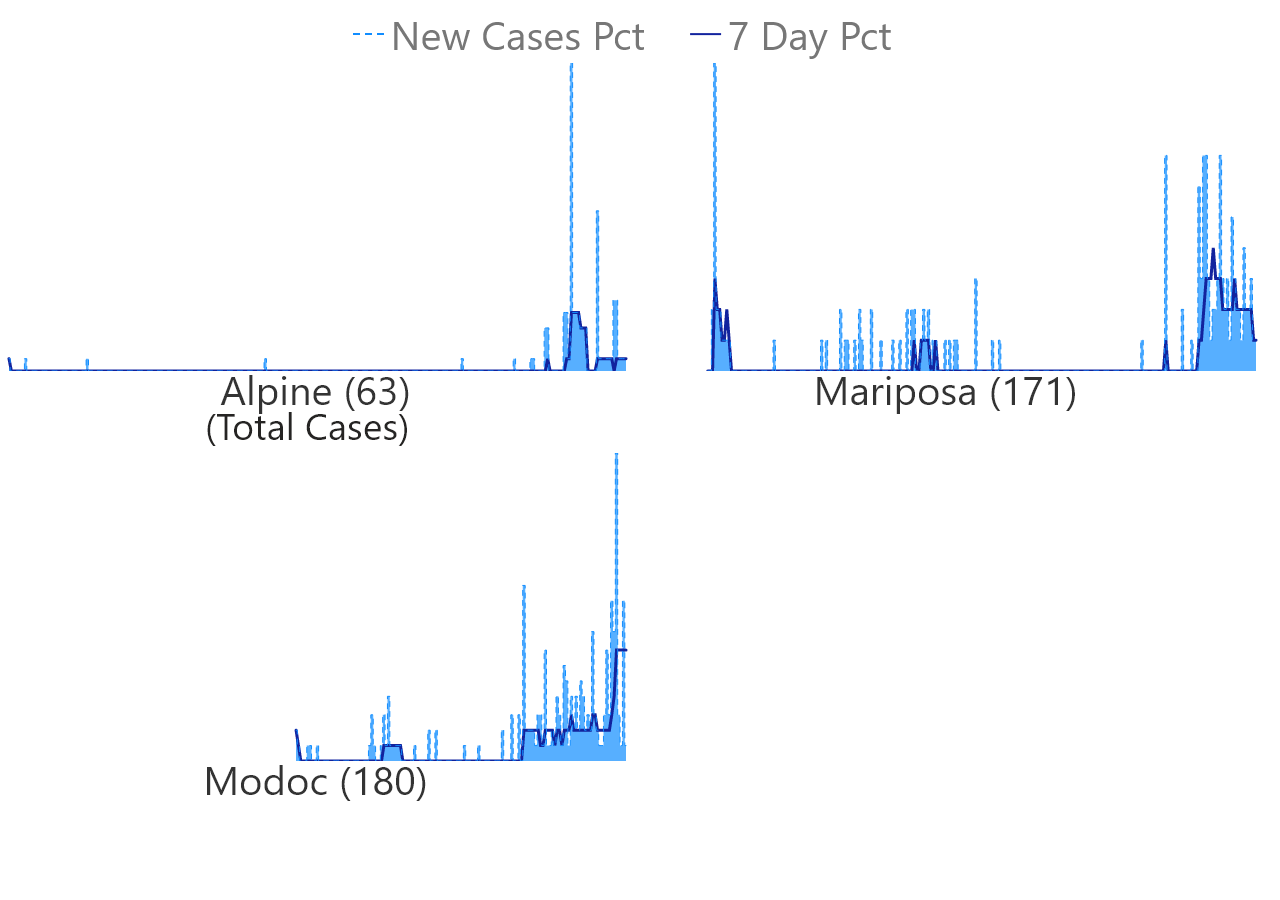 New Cases Pct 7 Day Pct
Alpine (63)
(Total Cases)
Mariposa (171)
Modoc (180)